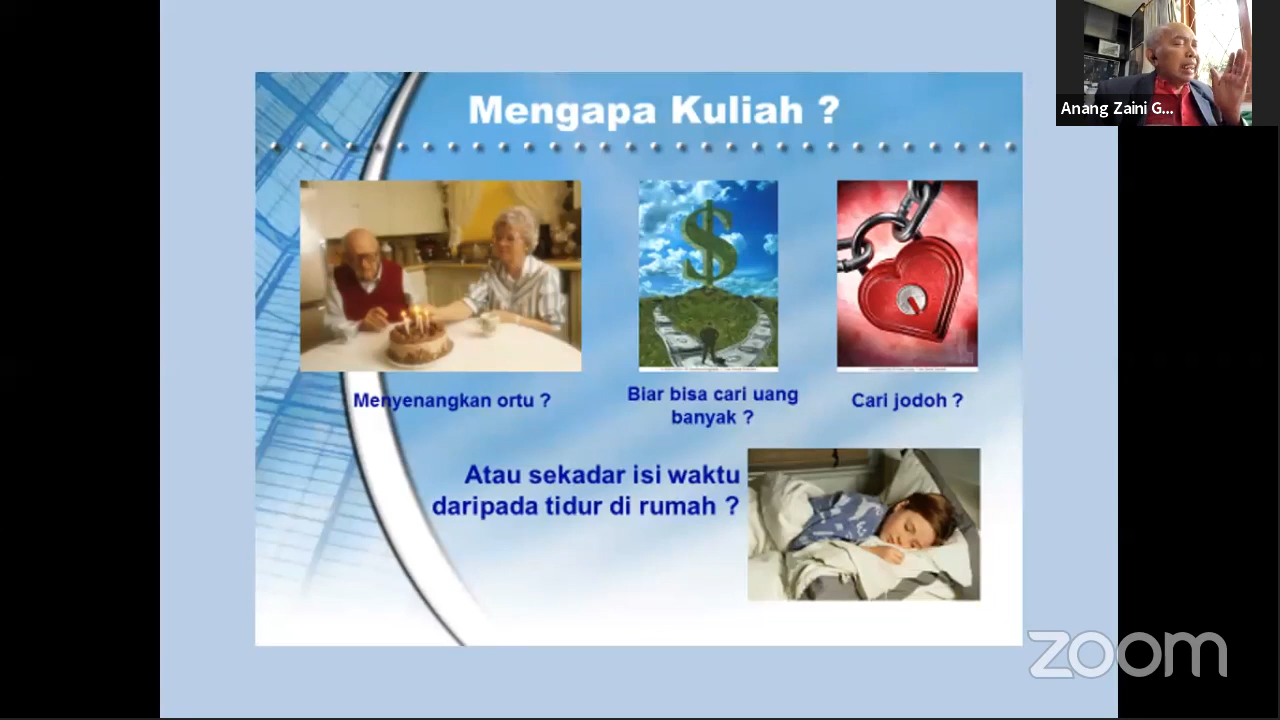 Mengapa Kuliah ?
Anang Zaini G...
Menyenangkan ortu ?
Biar bisa cari uang
banyak ?
Cari jodoh ?
Atau sekadar isi waktu
daripada tidur di rumah ?
zoom